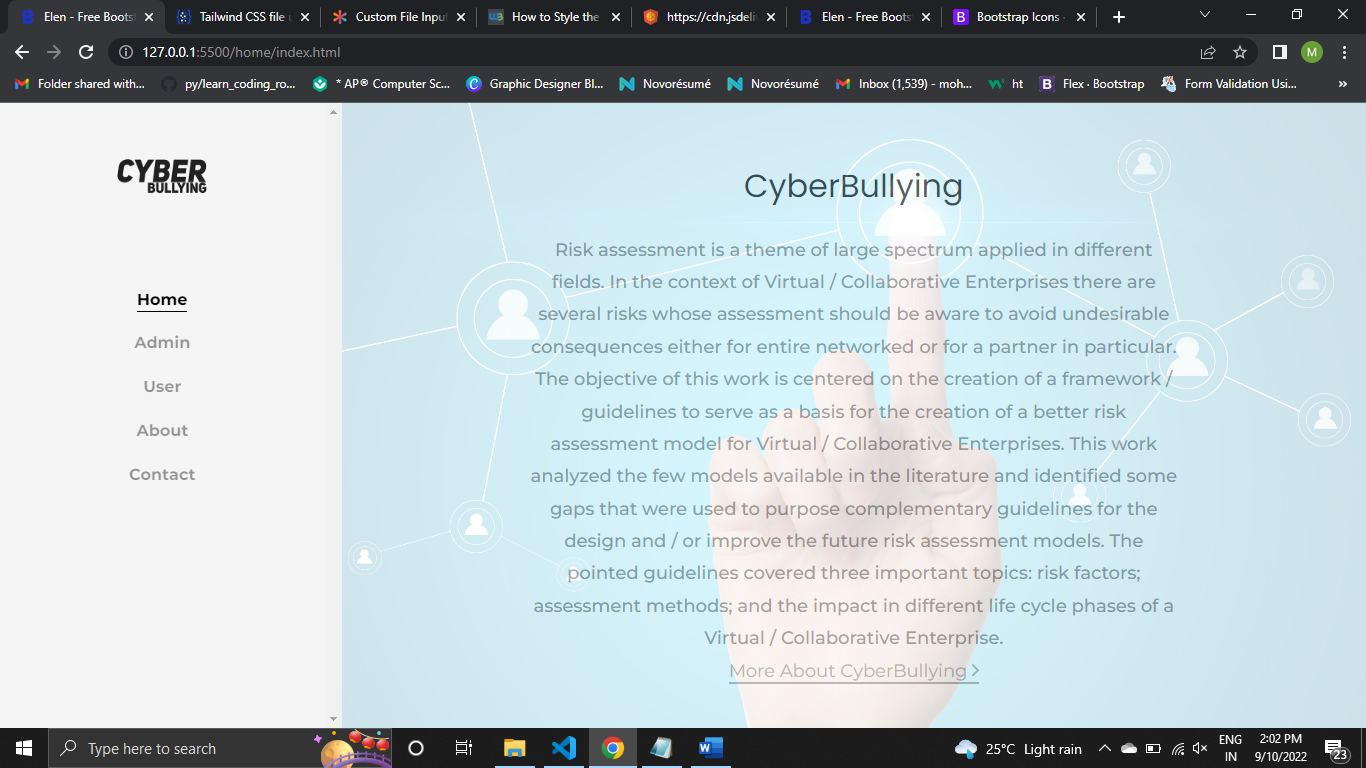 Elen - Free Boots
Tailwind CSS file u
Custom File Input
How to Style the
https://cdn.jsdeli
Elen - Free Boots
Bootstrap Icons ·
127.0.0.1:5500/home/index.html
M
Folder shared with...
py/learn_coding_ro...
* AP® Computer Sc...
Graphic Designer Bl...
Novorésumé
Novorésumé
Inbox (1,539) - moh...
ht
Flex · Bootstrap
Form Validation Usi...
CYBER
BULLYING
Home
Admin
User
About
Contact
CyberBullying
Risk assessment is a theme of large spectrum applied in different
fields. In the context of Virtual / Collaborative Enterprises there are
several risks whose assessment should be aware to avoid undesirable
consequences either for entire networked or for a partner in particular.
The objective of this work is centered on the creation of a framework /
guidelines to serve as a basis for the creation of a better risk
assessment model for Virtual / Collaborative Enterprises. This work
analyzed the few models available in the literature and identified some
gaps that were used to purpose complementary guidelines for the
design and / or improve the future risk assessment models. The
pointed guidelines covered three important topics: risk factors;
assessment methods; and the impact in different life cycle phases of a
Virtual / Collaborative Enterprise.
More About CyberBullying
Type here to search
25°C Light rain
ENG
IN
2:02 PM
9/10/2022
23